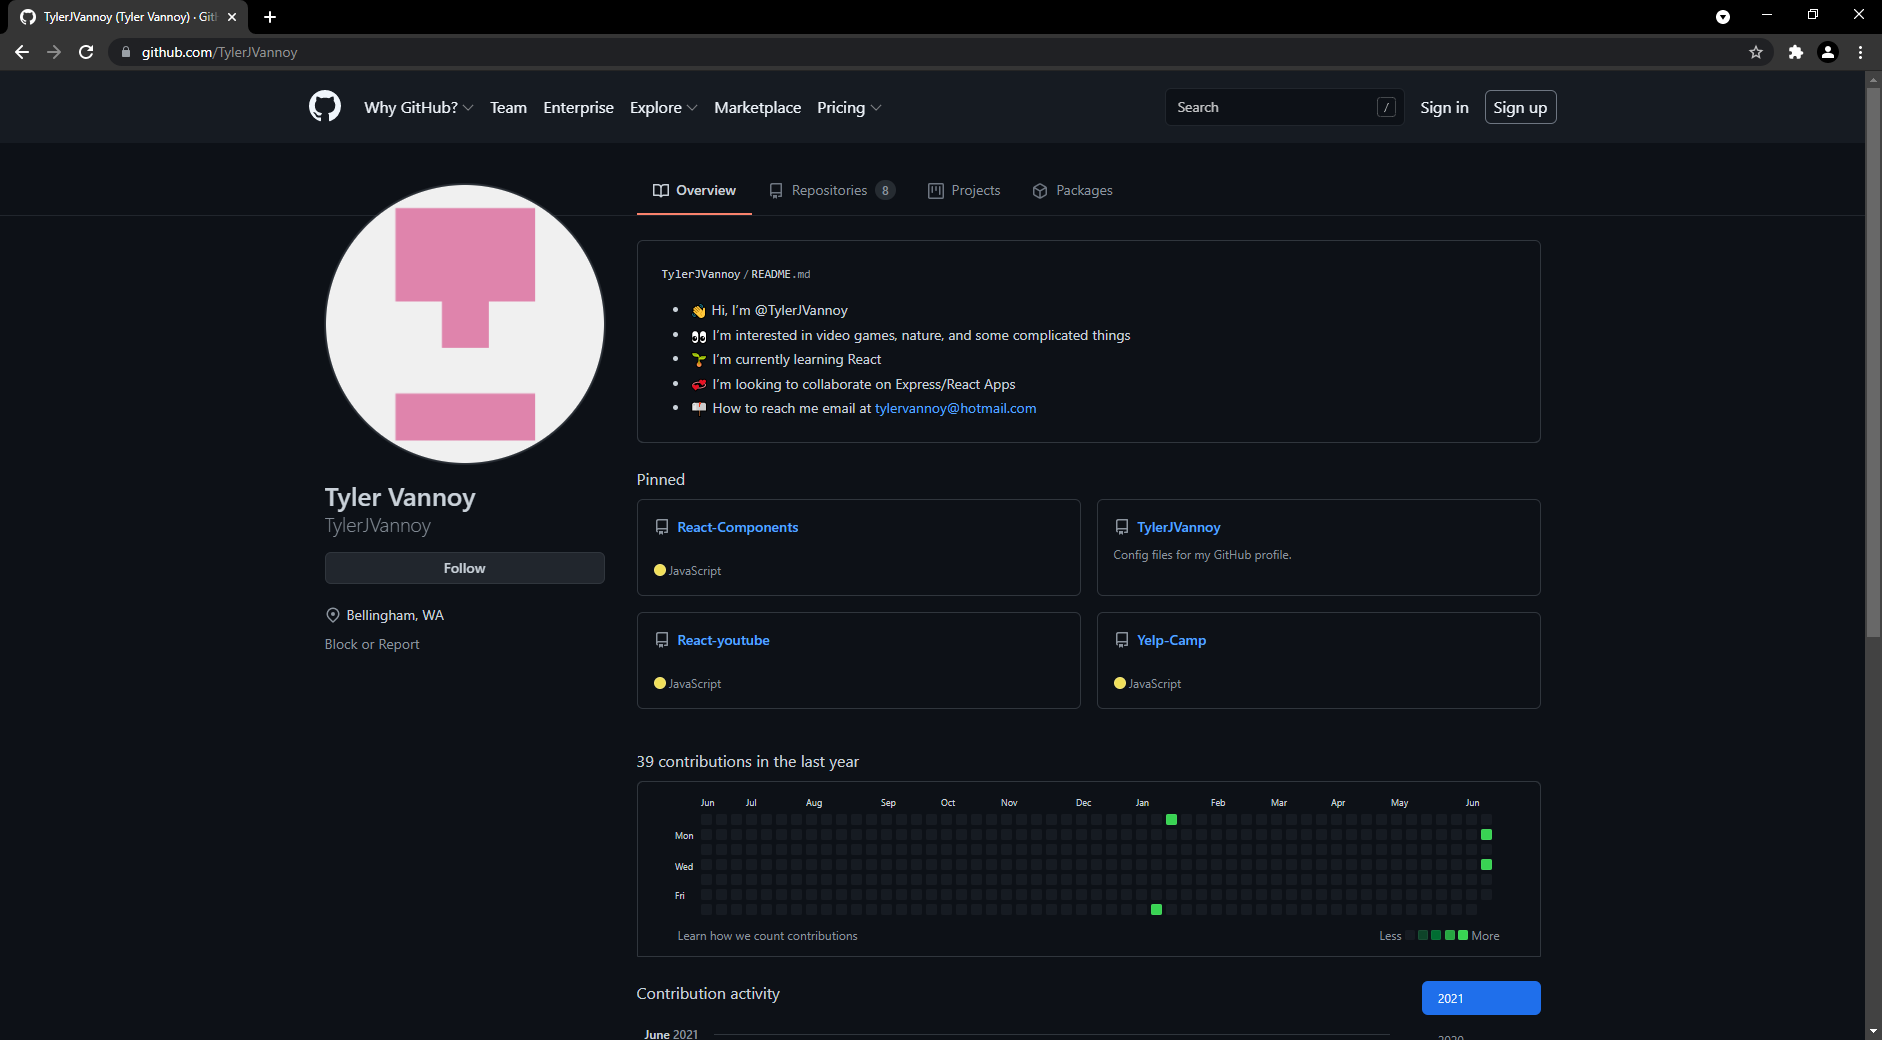 TylerJVannoy (Tyler Vannoy) · Git
github.com/TylerJVannoy
Why GitHub? Team Enterprise Explore Marketplace Pricing
Search /
Sign in Sign up
Overview Repositories 8 Projects Packages
TylerJVannoy / README.md
👋 Hi, I’m @TylerJVannoy
👀 I’m interested in video games, nature, and some complicated things
🌱 I’m currently learning React
💞️ I’m looking to collaborate on Express/React Apps
📫 How to reach me email at tylervannoy@hotmail.com
Tyler Vannoy
TylerJVannoy
Follow
Bellingham, WA
Block or Report
Pinned
React-Components
JavaScript
TylerJVannoy
Config files for my GitHub profile.
React-youtube
JavaScript
Yelp-Camp
JavaScript
39 contributions in the last year
Jun Jul Aug Sep Oct Nov Dec Jan Feb Mar Apr May Jun
Mon
Wed
Fri
Learn how we count contributions
Less More
Contribution activity
2021
June 2021
2020